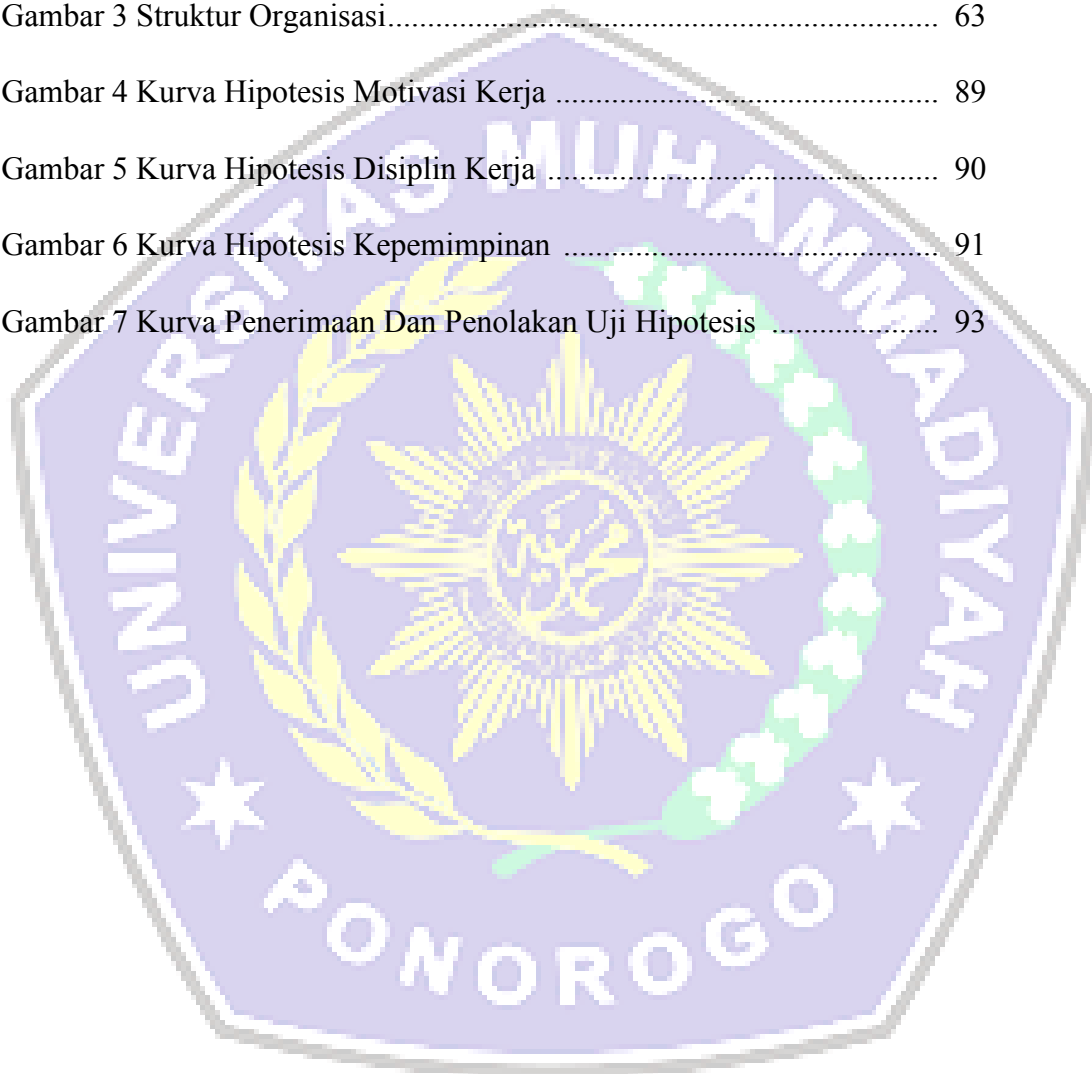 Gambar 3 Struktur Organisasi.................................................................... 63
Gambar 4 Kurva Hipotesis Motivasi Kerja ............................................... 89
Gambar 5 Kurva Hipotesis Disiplin Kerja ................................................ 90
Gambar 6 Kurva Hipotesis Kepemimpinan .............................................. 91
Gambar 7 Kurva Penerimaan Dan Penolakan Uji Hipotesis .................... 93
UNIVERSITAS MUHAMMADIYAH
PONOROGO